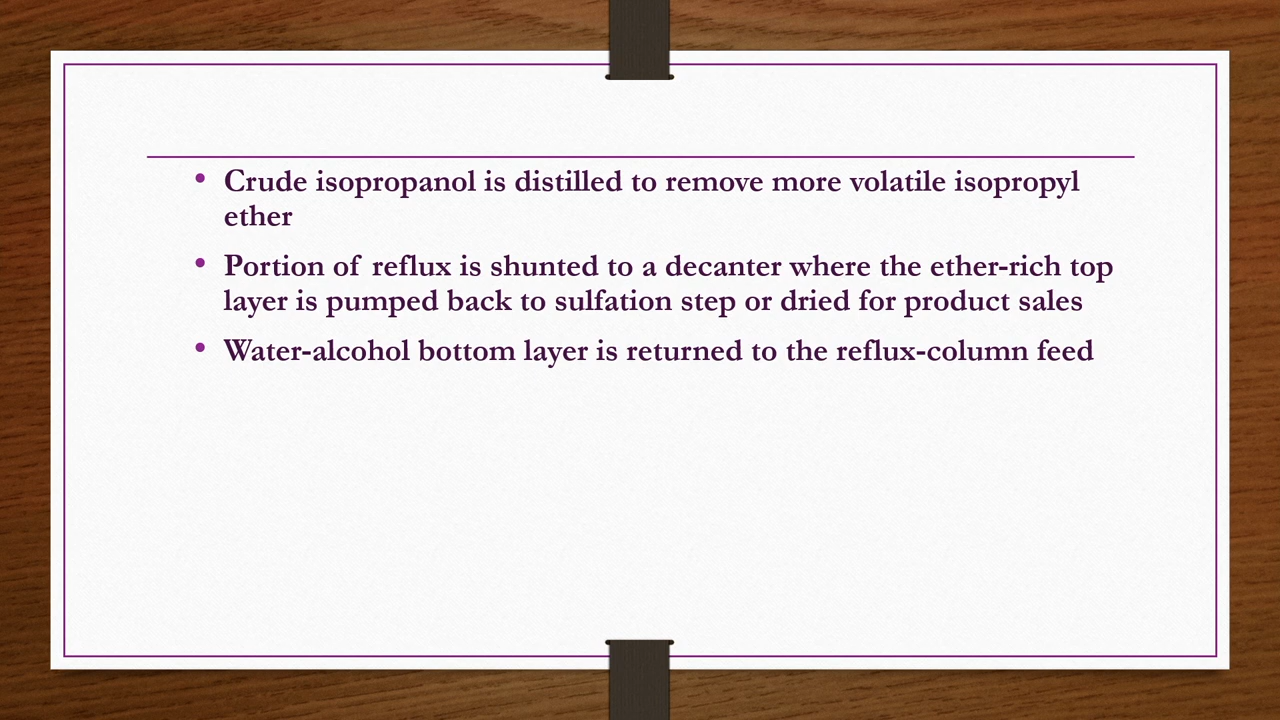 • Crude isopropanol is distilled to remove more volatile isopropyl
ether
• Portion of reflux is shunted to a decanter where the ether-rich top
layer is pumped back to sulfation step or dried for product sales
• Water-alcohol bottom layer is returned to the reflux-column feed